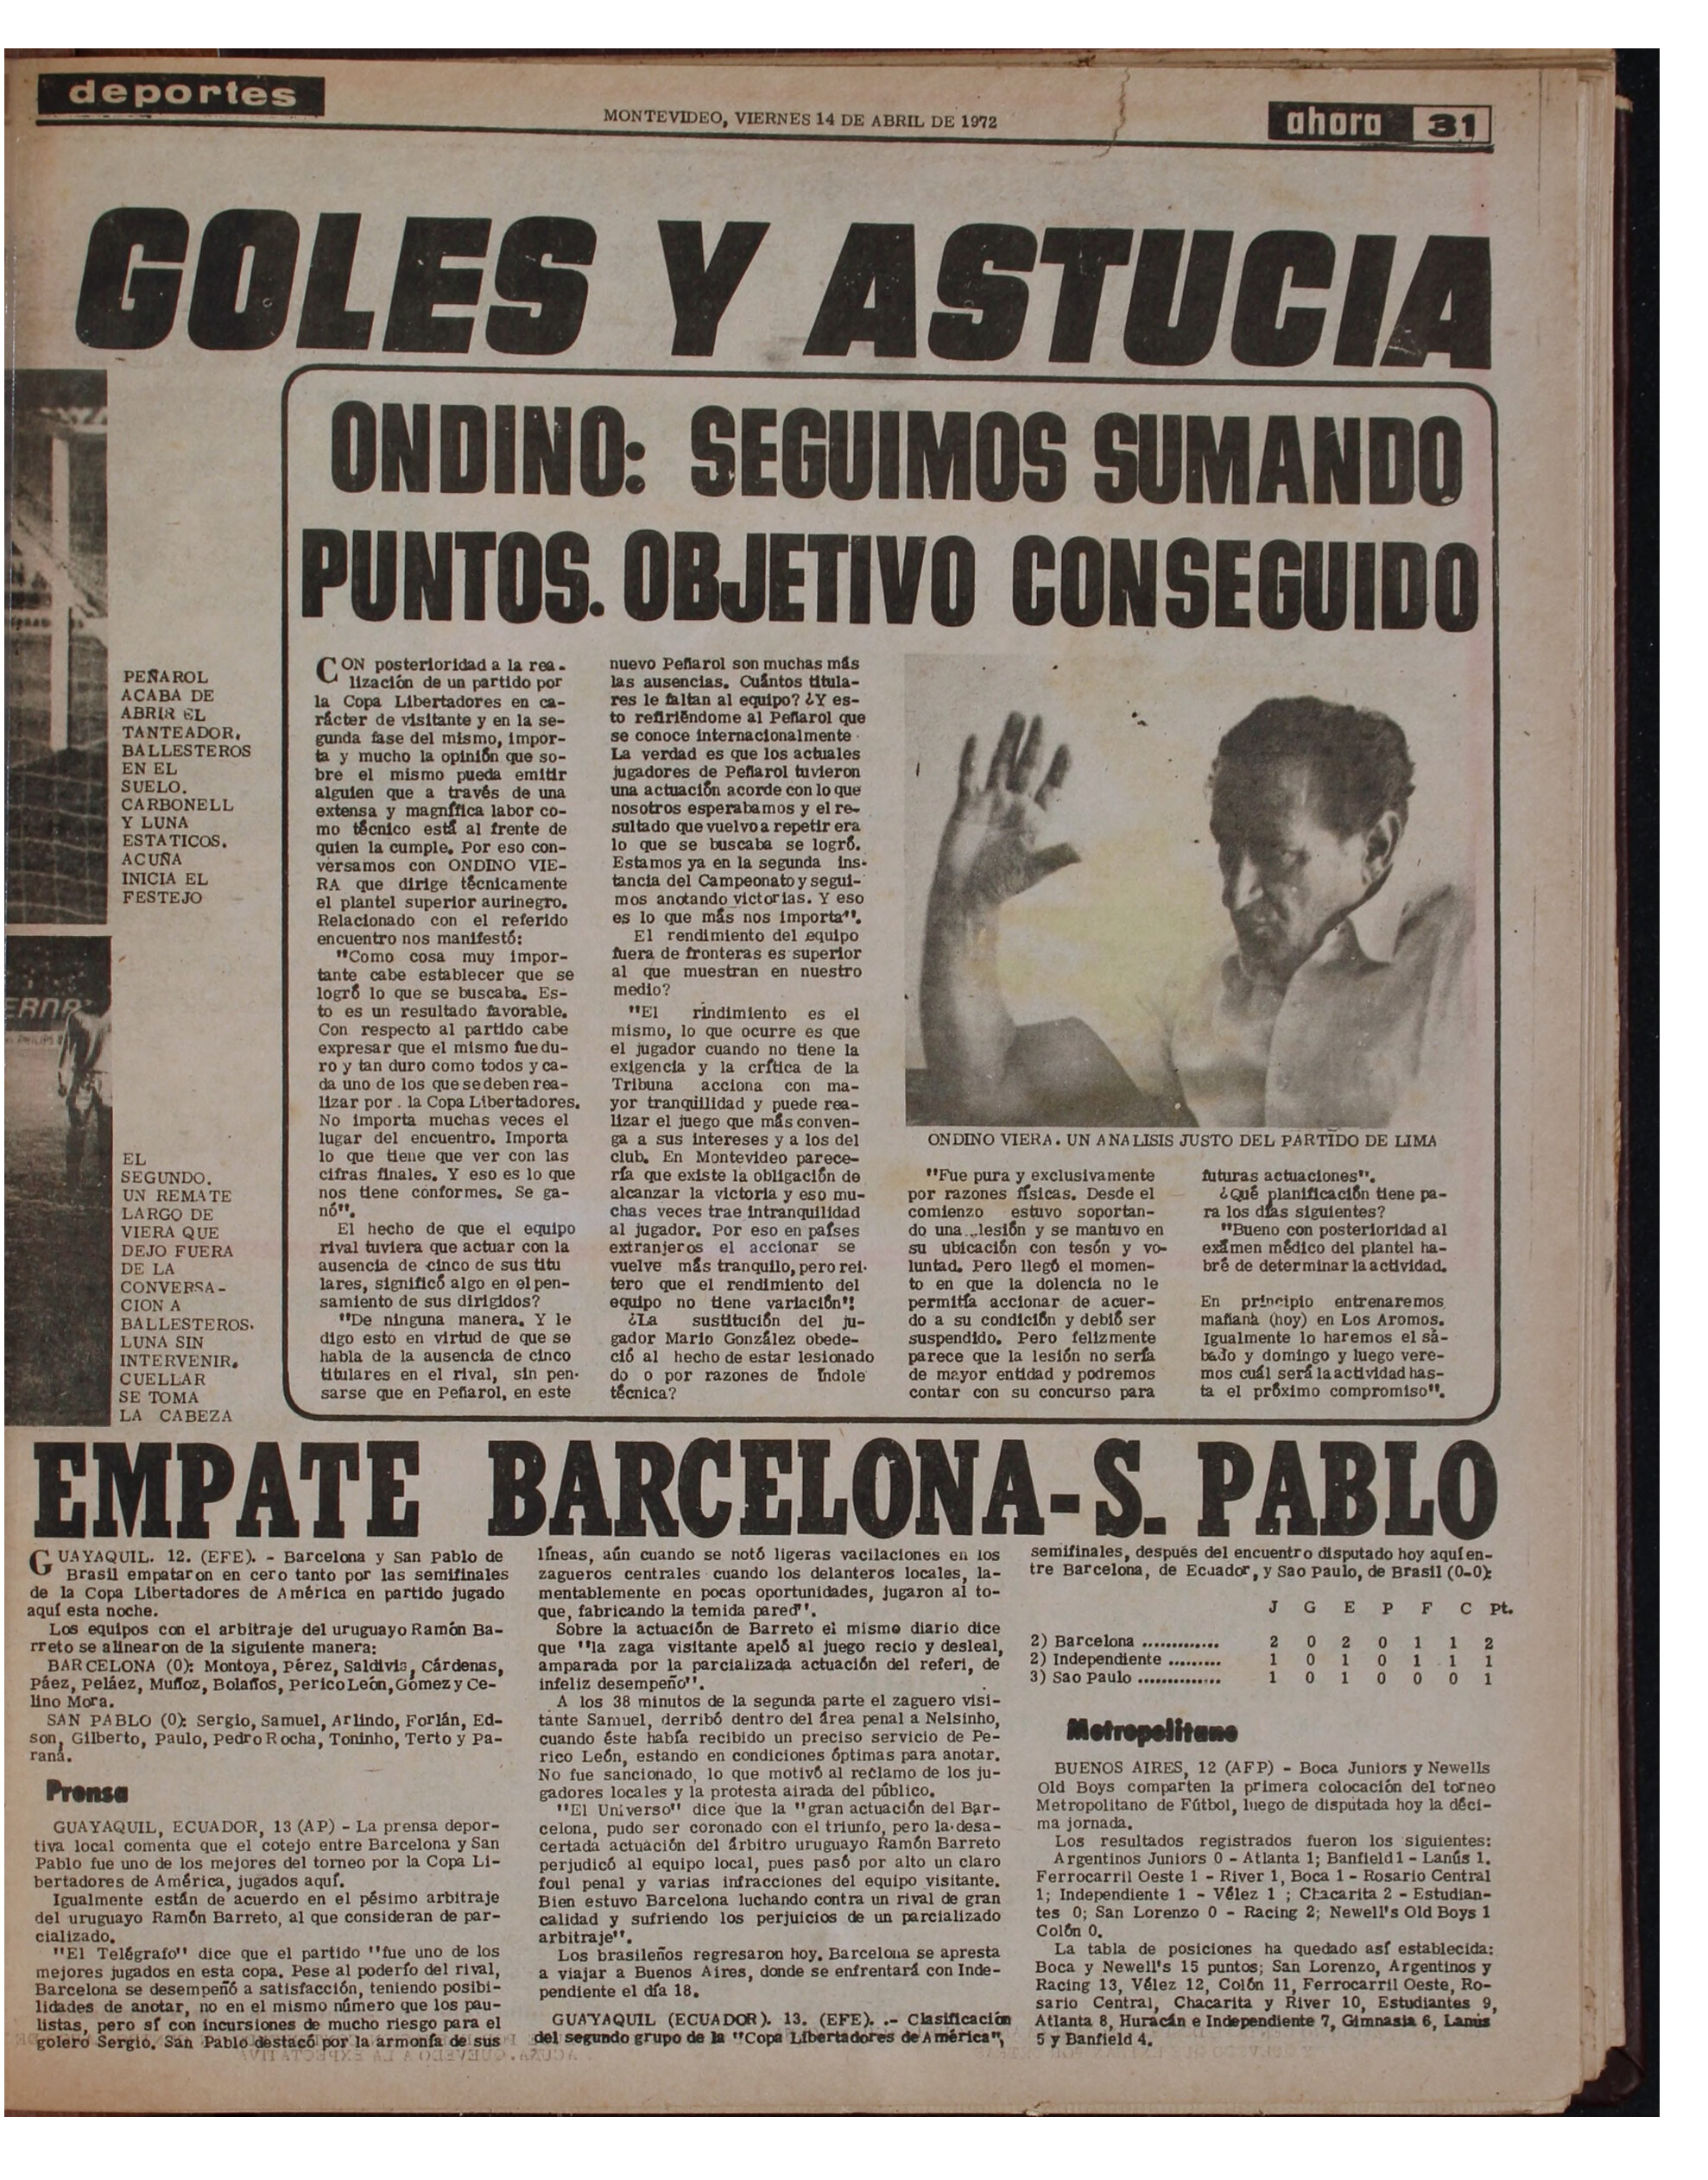 deportes
MONTEVIDEO, VIERNES 14 DE ABRIL DE 1972
ahora 31
GOLES Y ASTUCIA
PEÑAROL
ACABA DE
ABRIR EL
TANTEADOR.
BALLESTEROS
EN EL
SUELO.
CARBONELL
Y LUNA
ESTATICOS.
ACUÑA
INICIA EL
FESTEJO
EL
SEGUNDO.
UN REMATE
LARGO DE
VIERA QUE
DEJO FUERA
DE LA
CONVERSA-
CION A
BALLESTEROS.
LUNA SIN
INTERVENIR.
CUELLAR
SE TOMA
LA CABEZA
ONDINO: SEGUIMOS SUMANDO
PUNTOS. OBJETIVO CONSEGUIDO
CON posterioridad a la rea-
lización de un partido por
la Copa Libertadores en ca-
rácter de visitante y en la se-
gunda fase del mismo, impor-
ta y mucho la opinión que so-
bre el mismo pueda emitir
alguien que a través de una
extensa y magnífica labor co-
mo técnico está al frente de
quien la cumple. Por eso con-
versamos con ONDINO VIE-
RA que dirige técnicamente
el plantel superior aurinegro.
Relacionado con el referido
encuentro nos manifestó:
"Como cosa muy impor-
tante cabe establecer que se
logró lo que se buscaba. Es-
to es un resultado favorable.
Con respecto al partido cabe
expresar que el mismo fue du-
ro y tan duro como todos y ca-
da uno de los que se deben rea-
lizar por . la Copa Libertadores.
No importa muchas veces el
lugar del encuentro. Importa
lo que tiene que ver con las
cifras finales. Y eso es lo que
nos tiene conformes. Se ga-
nó".
El hecho de que el equipo
rival tuviera que actuar con la
ausencia de cinco de sus titu
lares, significó algo en el pen-
samiento de sus dirigidos?
"De ninguna manera. Y le
digo esto en virtud de que se
habla de la ausencia de cinco
titulares en el rival, sin pen-
sarse que en Peñarol, en este
nuevo Peñarol son muchas más
las ausencias. Cuántos titula-
res le faltan al equipo? ¿Y es-
to refiriéndome al Peñarol que
se conoce internacionalmente
La verdad es que los actuales
jugadores de Peñarol tuvieron
una actuación acorde con lo que
nosotros esperabamos y el re-
sultado que vuelvo a repetir era
lo que se buscaba se logró.
Estamos ya en la segunda ins-
tancia del Campeonato y segui-
mos anotando victorias. Y eso
es lo que más nos importa".
El rendimiento del equipo
fuera de fronteras es superior
al que muestran en nuestro
medio?
"El rindimiento es el
mismo, lo que ocurre es que
el jugador cuando no tiene la
exigencia y la crítica de la
Tribuna acciona con ma-
yor tranquilidad y puede rea-
lizar el juego que más conven-
ga a sus intereses y a los del
club. En Montevideo parece-
ría que existe la obligación de
alcanzar la victoria y eso mu-
chas veces trae intranquilidad
al jugador. Por eso en países
extranjeros el accionar se
vuelve más tranquilo, pero rei-
tero que el rendimiento del
equipo no tiene variación"!
¿La sustitución del ju-
gador Mario González obede-
ció al hecho de estar lesionado
do o por razones de índole
técnica?
ONDINO VIERA. UN ANALISIS JUSTO DEL PARTIDO DE LIMA
"Fue pura y exclusivamente
por razones físicas. Desde el
comienzo estuvo soportan-
do una...lesión y se mantuvo en
su ubicación con tesón y vo-
luntad. Pero llegó el momen-
to en que la dolencia no le
permitía accionar de acuer-
do a su condición y debió ser
suspendido. Pero felizmente
parece que la lesión no sería
de mayor entidad y podremos
contar con su concurso para
futuras actuaciones".
¿Qué planificación tiene pa-
ra los días siguientes?
"Bueno con posterioridad al
exámen médico del plantel ha-
bré de determinar la actividad.
En principio entrenaremos
mañana (hoy) en Los Aromos.
Igualmente lo haremos el sá-
bado y domingo y luego vere-
mos cuál será la actividad has-
ta el próximo compromiso".
EMPATE BARCELONA-S. PABLO
GUAYAQUIL. 12. (EFE). - Barcelona y San Pablo de
Brasil empataron en cero tanto por las semifinales
de la Copa Libertadores de América en partido jugado
aquí esta noche.
Los equipos con el arbitraje del uruguayo Ramón Ba-
rreto se alinearon de la siguiente manera:
BARCELONA (0): Montoya, Pérez, Saldivia, Cárdenas,
Páez, Peláez, Muñoz, Bolaños, Perico León, Gómez y Ce-
lino Mora.
SAN PABLO (0): Sergio, Samuel, Arlindo, Forlán, Ed-
son, Gilberto, Paulo, Pedro Rocha, Toninho, Terto y Pa-
raná.
Prensa
GUAYAQUIL, ECUADOR, 13 (AP) - La prensa depor-
tiva local comenta que el cotejo entre Barcelona y San
Pablo fue uno de los mejores del torneo por la Copa Li-
bertadores de América, jugados aquí.
Igualmente están de acuerdo en el pésimo arbitraje
del uruguayo Ramón Barreto, al que consideran de par-
cializado.
"El Telégrafo" dice que el partido "fue uno de los
mejores jugados en esta copa. Pese al poderío del rival,
Barcelona se desempeñó a satisfacción, teniendo posibi-
lidades de anotar, no en el mismo número que los pau-
listas, pero sí con incursiones de mucho riesgo para el
golero Sergio. San Pablo destacó por la armonía de sus
líneas, aún cuando se notó ligeras vacilaciones en los
zagueros centrales cuando los delanteros locales, la-
mentablemente en pocas oportunidades, jugaron al to-
que, fabricando la temida pared".
Sobre la actuación de Barreto el mismo diario dice
que "la zaga visitante apeló al juego recio y desleal,
amparada por la parcializada actuación del referi, de
infeliz desempeño".
A los 38 minutos de la segunda parte el zaguero visi-
tante Samuel, derribó dentro del área penal a Nelsinho,
cuando éste había recibido un preciso servicio de Pe-
rico León, estando en condiciones óptimas para anotar.
No fue sancionado, lo que motivó al reclamo de los ju-
gadores locales y la protesta airada del público.
"El Universo" dice que la "gran actuación del Bar-
celona, pudo ser coronado con el triunfo, pero la desa-
certada actuación del árbitro uruguayo Ramón Barreto
perjudicó al equipo local, pues pasó por alto un claro
foul penal y varias infracciones del equipo visitante.
Bien estuvo Barcelona luchando contra un rival de gran
calidad y sufriendo los perjuicios de un parcializado
arbitraje".
Los brasileños regresaron hoy. Barcelona se apresta
a viajar a Buenos Aires, donde se enfrentará con Inde-
pendiente el día 18.
GUAYAQUIL (ECUADOR). 13. (EFE). .- Clasificación
del segundo grupo de la "Copa Libertadores de América",
semifinales, después del encuentro disputado hoy aquí en-
tre Barcelona, de Ecuador, y Sao Paulo, de Brasil (0-0):
J G E P F C Pt.
2) Barcelona ............. 2 0 2 0 1 1 2
2) Independiente ......... 1 0 1 0 1 1 1
3) Sao Paulo .............. 1 0 1 0 0 0 1
Metropolitano
BUENOS AIRES, 12 (AFP) - Boca Juniors y Newells
Old Boys comparten la primera colocación del torneo
Metropolitano de Fútbol, luego de disputada hoy la déci-
ma jornada.
Los resultados registrados fueron los siguientes:
Argentinos Juniors 0 - Atlanta 1; Banfield 1 - Lanús 1.
Ferrocarril Oeste 1 - River 1, Boca 1 - Rosario Central
1; Independiente 1 - Vélez 1 ; Chacarita 2 - Estudian-
tes 0; San Lorenzo 0 - Racing 2; Newell's Old Boys 1
Colón 0.
La tabla de posiciones ha quedado así establecida:
Boca y Newell's 15 puntos; San Lorenzo, Argentinos y
Racing 13, Vélez 12, Colón 11, Ferrocarril Oeste, Ro-
sario Central, Chacarita y River 10, Estudiantes 9,
Atlanta 8, Huracán e Independiente 7, Gimnasia 6, Lanús
5 y Banfield 4.